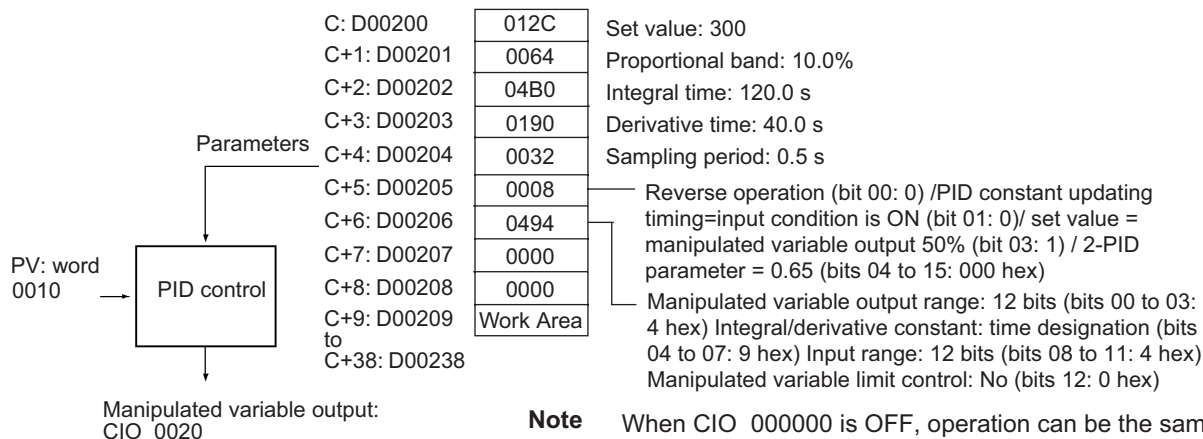 C: D00200 012C Set value: 300
C+1: D00201 0064 Proportional band: 10.0%
C+2: D00202 04B0 Integral time: 120.0 s
C+3: D00203 0190 Derivative time: 40.0 s
Parameters C+4: D00204 0032 Sampling period: 0.5 s
C+5: D00205 0008
C+6: D00206 0494
C+7: D00207 0000
C+8: D00208 0000
C+9: D00209 Work Area
to
C+38: D00238
Reverse operation (bit 00: 0) /PID constant updating
timing=input condition is ON (bit 01: 0)/ set value =
manipulated variable output 50% (bit 03: 1) / 2-PID
parameter = 0.65 (bits 04 to 15: 000 hex)
Manipulated variable output range: 12 bits (bits 00 to 03:
4 hex) Integral/derivative constant: time designation (bits
04 to 07: 9 hex) Input range: 12 bits (bits 08 to 11: 4 hex)
Manipulated variable limit control: No (bits 12: 0 hex)
PV: word
0010
PID control
Manipulated variable output:
CIO 0020
Note When CIO 000000 is OFF, operation can be the sam